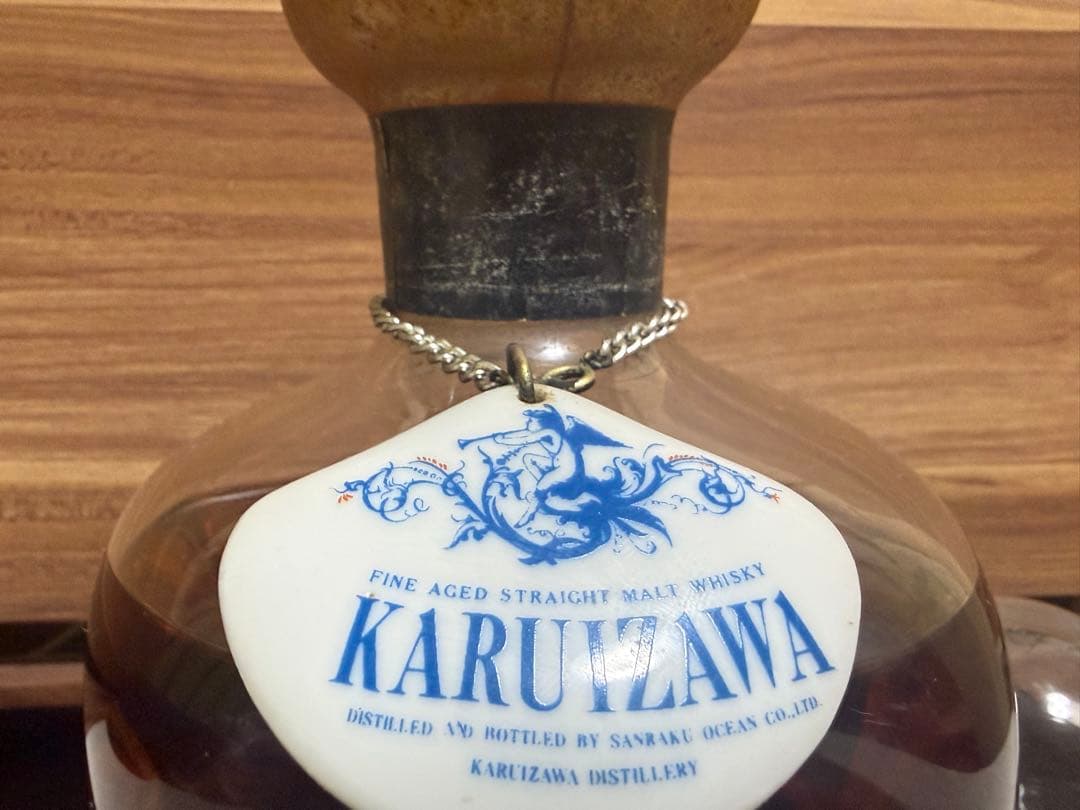 FINE AGED STRAIGHT MALT WHISKY
KARUIZAWA
DISTILLED AND BOTTLED BY SANRAKU OCEAN CO.,LTD.
KARUIZAWA DISTILLERY